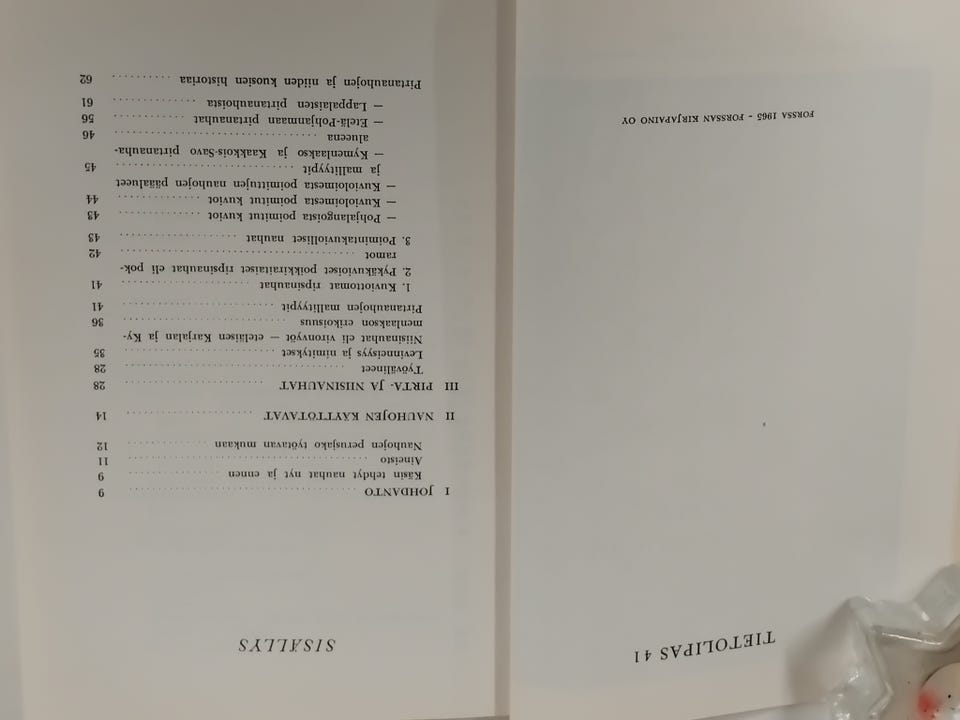 TIETOLIPAS 41
FORSSA 1965 - FORSSAN KIRJAPAINO OY
SISÄLLYS
I JOHDANTO 9
Käsin tehdyt nauhat nyt ja ennen 9
Aineisto 11
Nauhojen perusjako työtavan mukaan 12
II NAUHOJEN KÄYTTÖTAVAT 14
III PIRTA- JA NIISINAUHAT 28
Työvälineet 28
Levinneisyys ja nimitykset 35
Niisinauhat eli vironvyöt — eteläisen Karjalan ja Ky-
menlaakson erikoisuus 36
Pirtanauhojen mallityypit 41
1. Kuviottomat ripsinauhat 41
2. Pykäkuvioiset poikkiraitaiset ripsinauhat eli pok-
ramot 42
3. Poimintakuviolliset nauhat 43
— Pohjalangoista poimitut kuviot 43
— Kuvioloimesta poimitut kuviot 44
— Kuvioloimesta poimittujen nauhojen pääalueet
ja mallityypit 45
— Kymenlaakso ja Kaakkois-Savo pirtanauha-
alueena 46
— Etelä-Pohjanmaan pirtanauhat 56
— Lappalaisten pirtanauhoista 61
Pirtanauhojen ja niiden kuosien historiaa 62